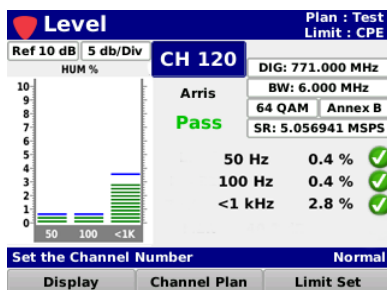 Level
Plan : Test
Limit : CPE
Ref 10 dB 5 db/Div
HUM %
10
9
8
7
6
5
4
3
2
1
0
50 100 <1K
CH 120
Arris
Pass
DIG: 771.000 MHz
BW: 6.000 MHz
64 QAM Annex B
SR: 5.056941 MSPS
50 Hz 0.4 %
100 Hz 0.4 %
<1 kHz 2.8 %
Set the Channel Number Normal
Display Channel Plan Limit Set